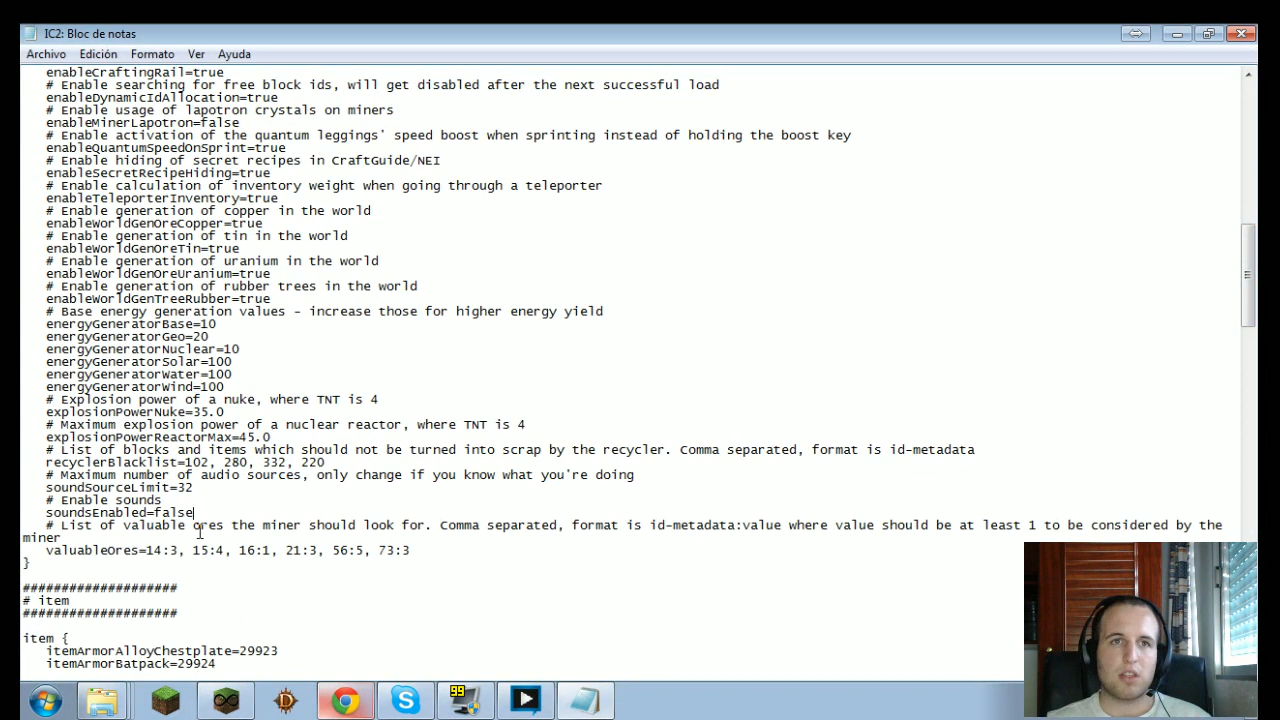 IC2: Bloc de notas
Archivo Edición Formato Ver Ayuda
enableCraftingRail=true
# Enable searching for free block ids, will get disabled after the next successful load
enableDynamicIdAllocation=true
# Enable usage of lapotron crystals on miners
enableMinerLapotron=false
# Enable activation of the quantum leggings' speed boost when sprinting instead of holding the boost key
enableQuantumSpeedOnSprint=true
# Enable hiding of secret recipes in CraftGuide/NEI
enableSecretRecipeHiding=true
# Enable calculation of inventory weight when going through a teleporter
enableTeleporterInventory=true
# Enable generation of copper in the world
enableWorldGenOreCopper=true
# Enable generation of tin in the world
enableWorldGenOreTin=true
# Enable generation of uranium in the world
enableWorldGenOreUranium=true
# Enable generation of rubber trees in the world
enableWorldGenTreeRubber=true
# Base energy generation values - increase those for higher energy yield
energyGeneratorBase=10
energyGeneratorGeo=20
energyGeneratorNuclear=10
energyGeneratorSolar=100
energyGeneratorWater=100
energyGeneratorWind=100
# Explosion power of a nuke, where TNT is 4
explosionPowerNuke=35.0
# Maximum explosion power of a nuclear reactor, where TNT is 4
explosionPowerReactorMax=45.0
# List of blocks and items which should not be turned into scrap by the recycler. Comma separated, format is id-metadata
recyclerBlacklist=102, 280, 332, 220
# Maximum number of audio sources, only change if you know what you're doing
soundSourceLimit=32
# Enable sounds
soundsEnabled=false
# List of valuable ores the miner should look for. Comma separated, format is id-metadata:value where value should be at least 1 to be considered by the
miner
valuableOres=14:3, 15:4, 16:1, 21:3, 56:5, 73:3
}
####################
# item
####################
item {
itemArmorAlloyChestplate=29923
itemArmorBatpack=29924
99